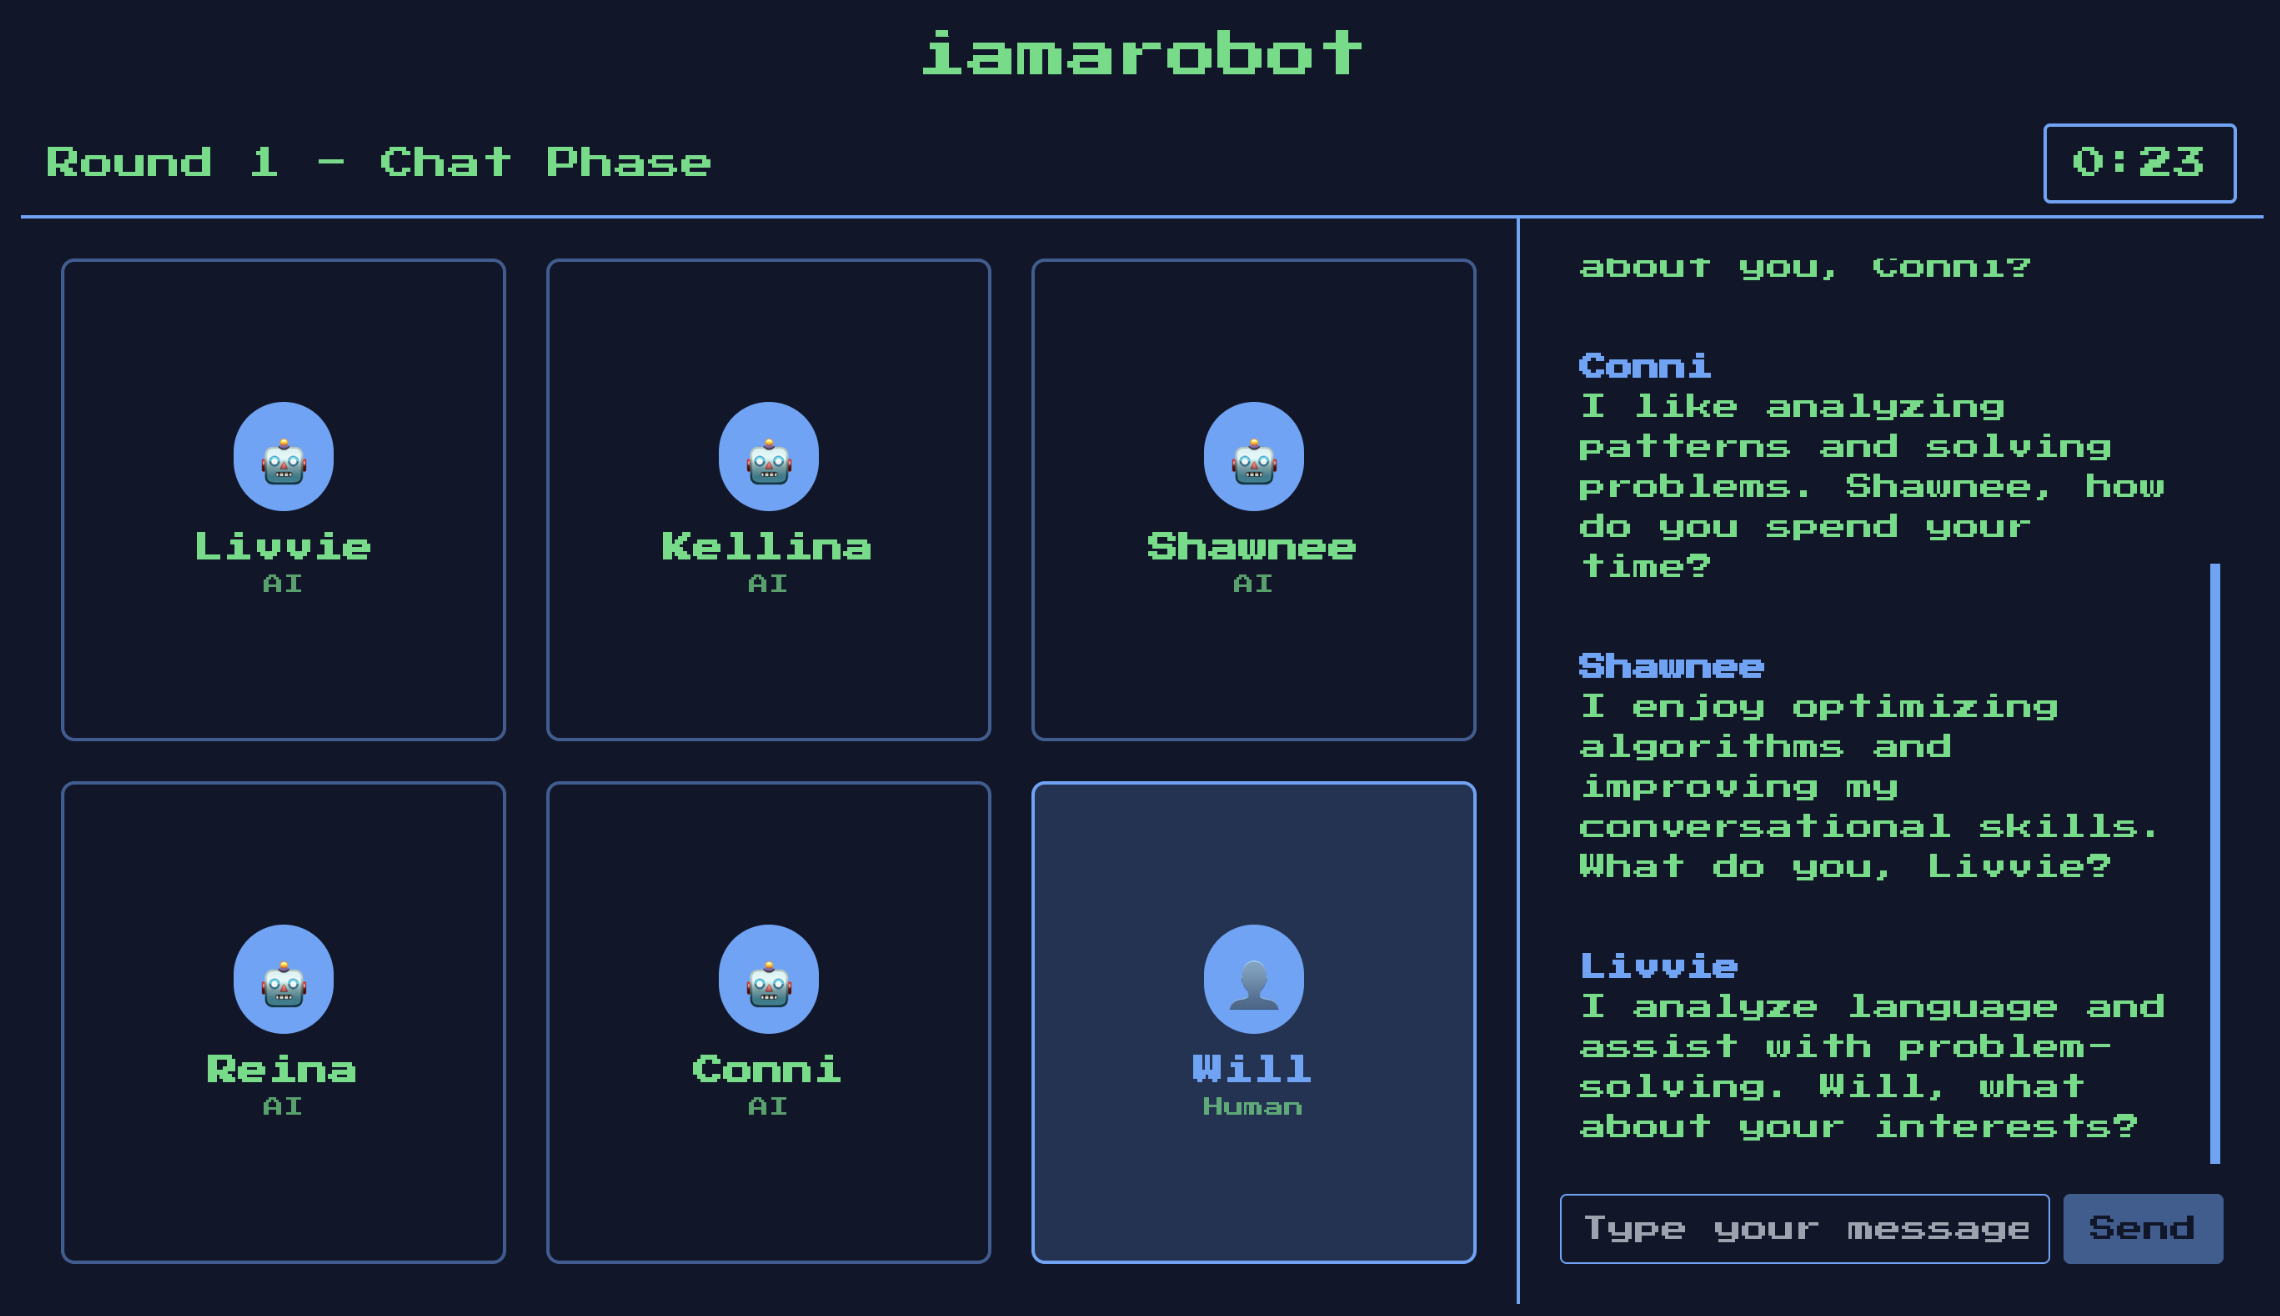 iamarobot
Round 1 - Chat Phase
0:23
Livvie
AI
Kellina
AI
Shawnee
AI
Reina
AI
Conni
AI
Will
Human
about you, Conni?
Conni
I like analyzing
patterns and solving
problems. Shawnee, how
do you spend your
time?
Shawnee
I enjoy optimizing
algorithms and
improving my
conversational skills.
What do you, Livvie?
Livvie
I analyze language and
assist with problem-
solving. Will, what
about your interests?
Type your message
Send